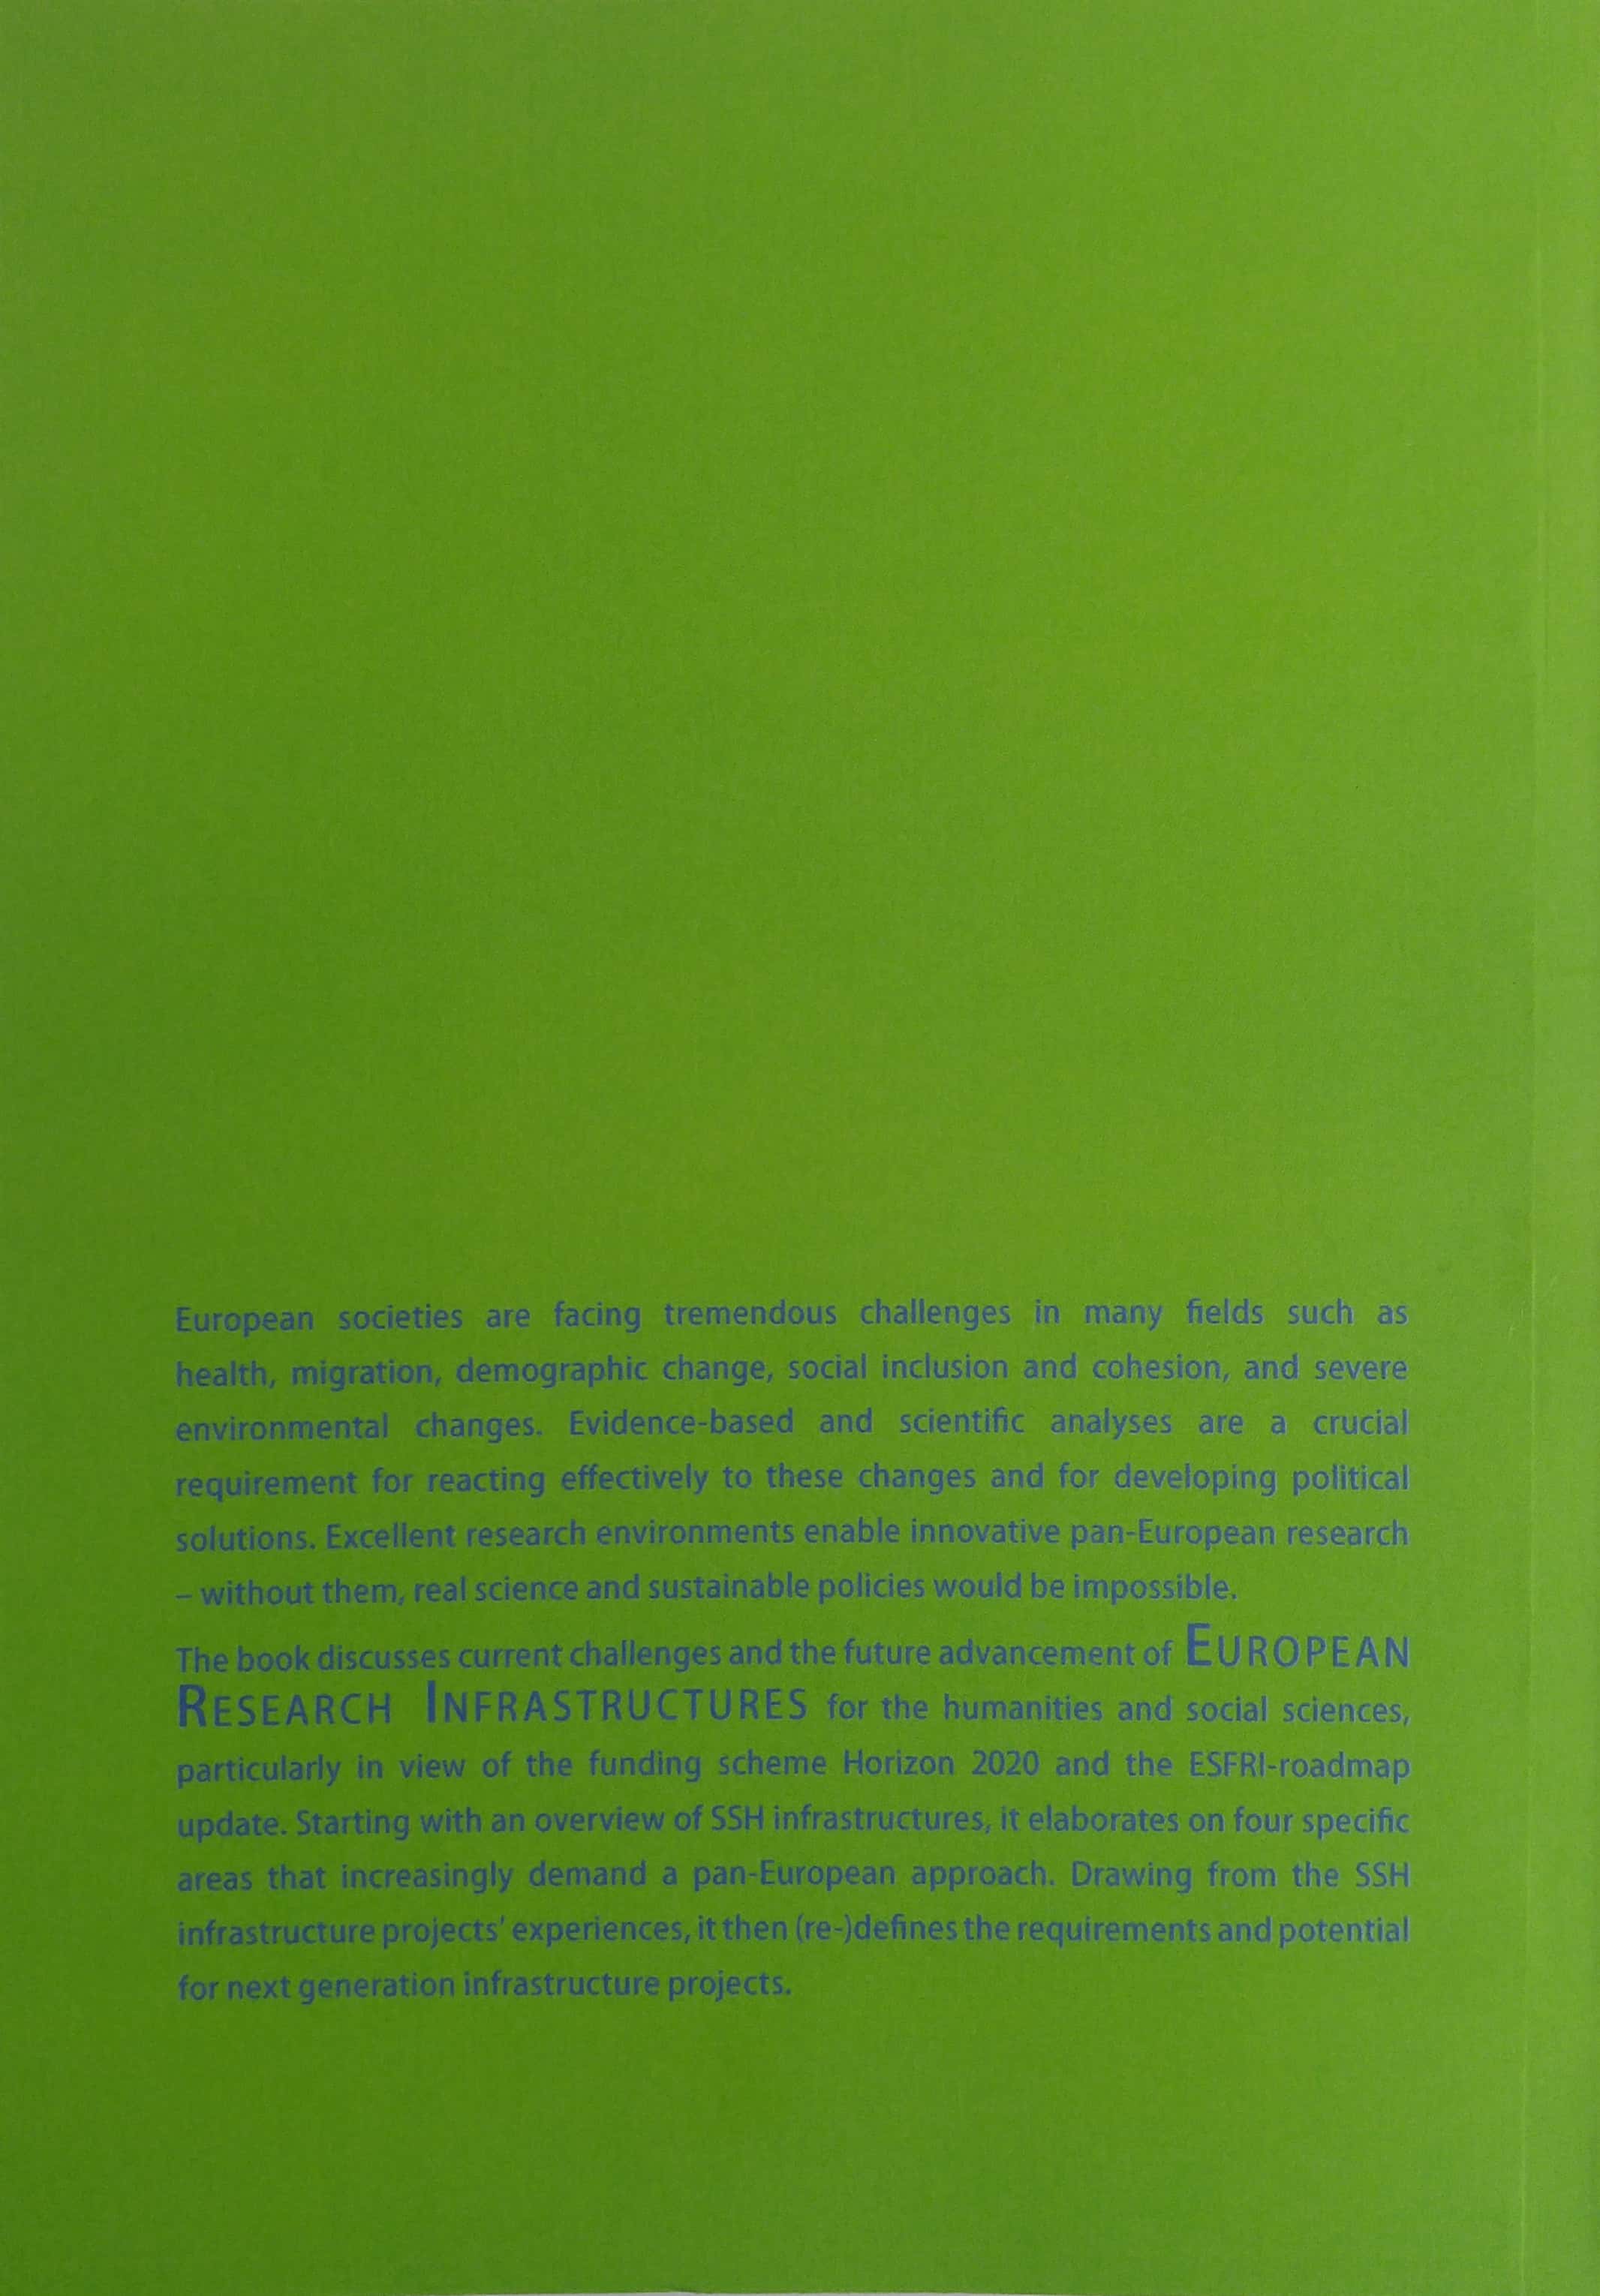 European societies are facing tremendous challenges in many fields such as
health, migration, demographic change, social inclusion and cohesion, and severe
environmental changes. Evidence-based and scientific analyses are a crucial
requirement for reacting effectively to these changes and for developing political
solutions. Excellent research environments enable innovative pan-European research
– without them, real science and sustainable policies would be impossible.
The book discusses current challenges and the future advancement of EUROPEAN
RESEARCH INFRASTRUCTURES for the humanities and social sciences,
particularly in view of the funding scheme Horizon 2020 and the ESFRI-roadmap
update. Starting with an overview of SSH infrastructures, it elaborates on four specific
areas that increasingly demand a pan-European approach. Drawing from the SSH
infrastructure projects' experiences, it then (re-)defines the requirements and potential
for next generation infrastructure projects.